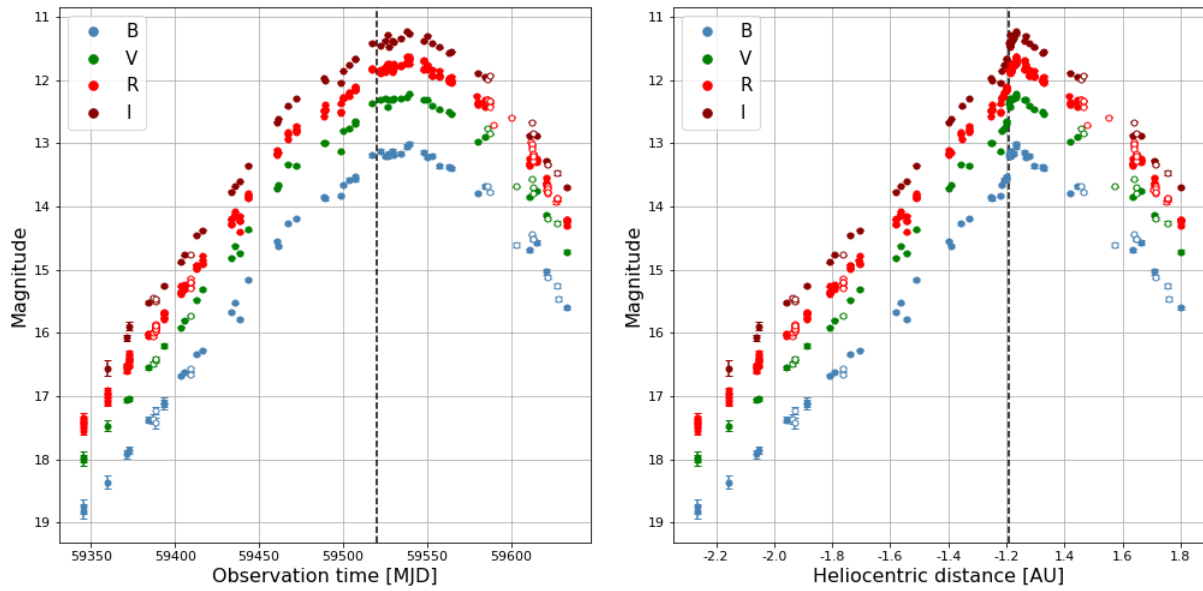 11
12
13
14
15
16
17
18
19
Magnitude
B
V
R
I
59350 59400 59450 59500 59550 59600
Observation time [MJD]
11
12
13
14
15
16
17
18
19
Magnitude
B
V
R
I
-2.2 -2.0 -1.8 -1.6 -1.4 -1.2 1.4 1.6 1.8
Heliocentric distance [AU]